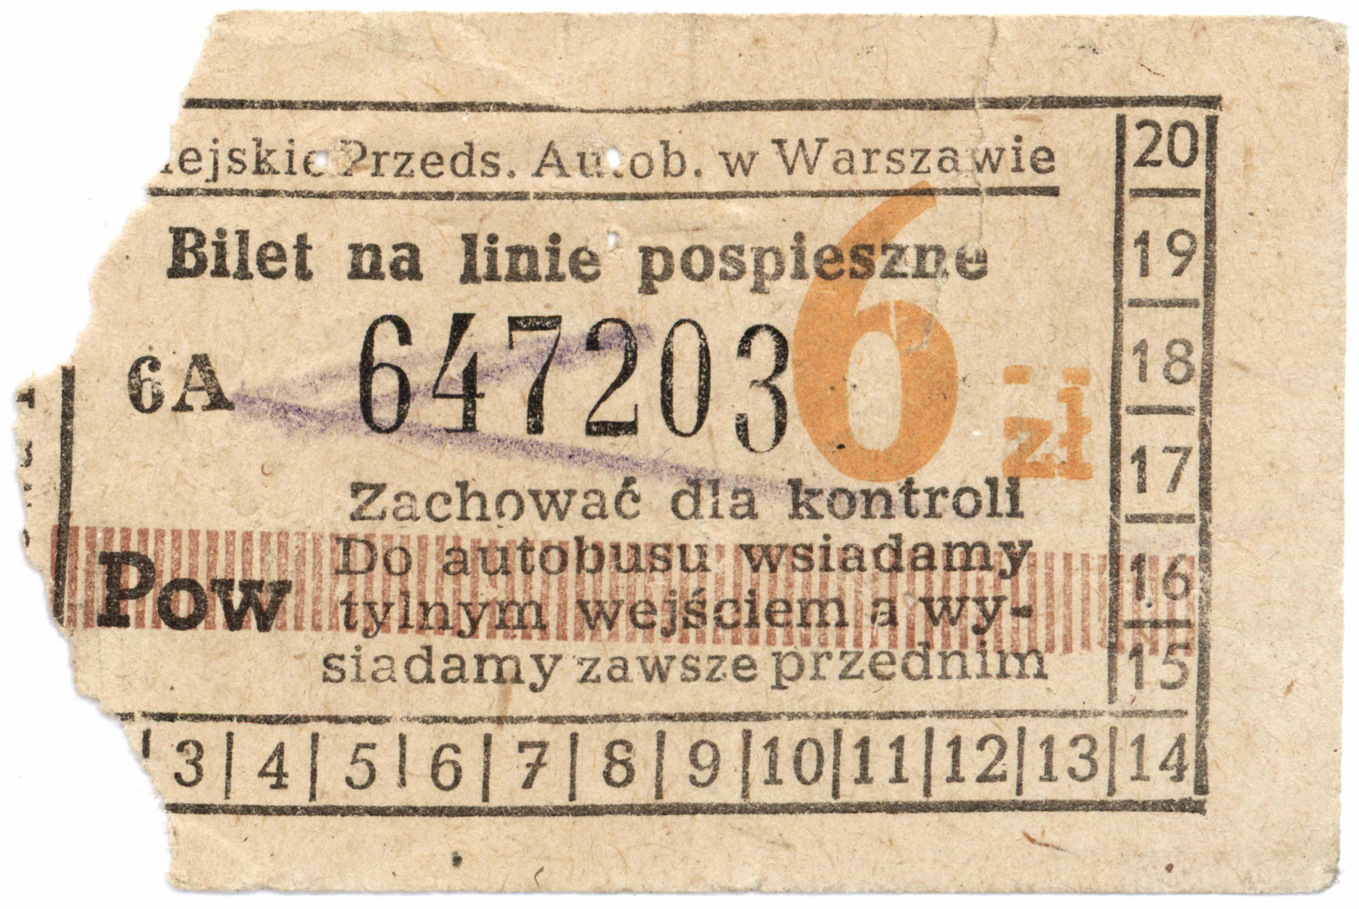 iejskie Przeds. Autob. w Warszawie
Bilet na linie pospieszne
6A 647203
6 zł
Zachować dla kontroli
Pow
Do autobusu wsiadamy
tylnym wejściem a wy-
siadamy zawsze przednim
20
19
18
17
16
15
3 4 5 6 7 8 9 10 11 12 13 14